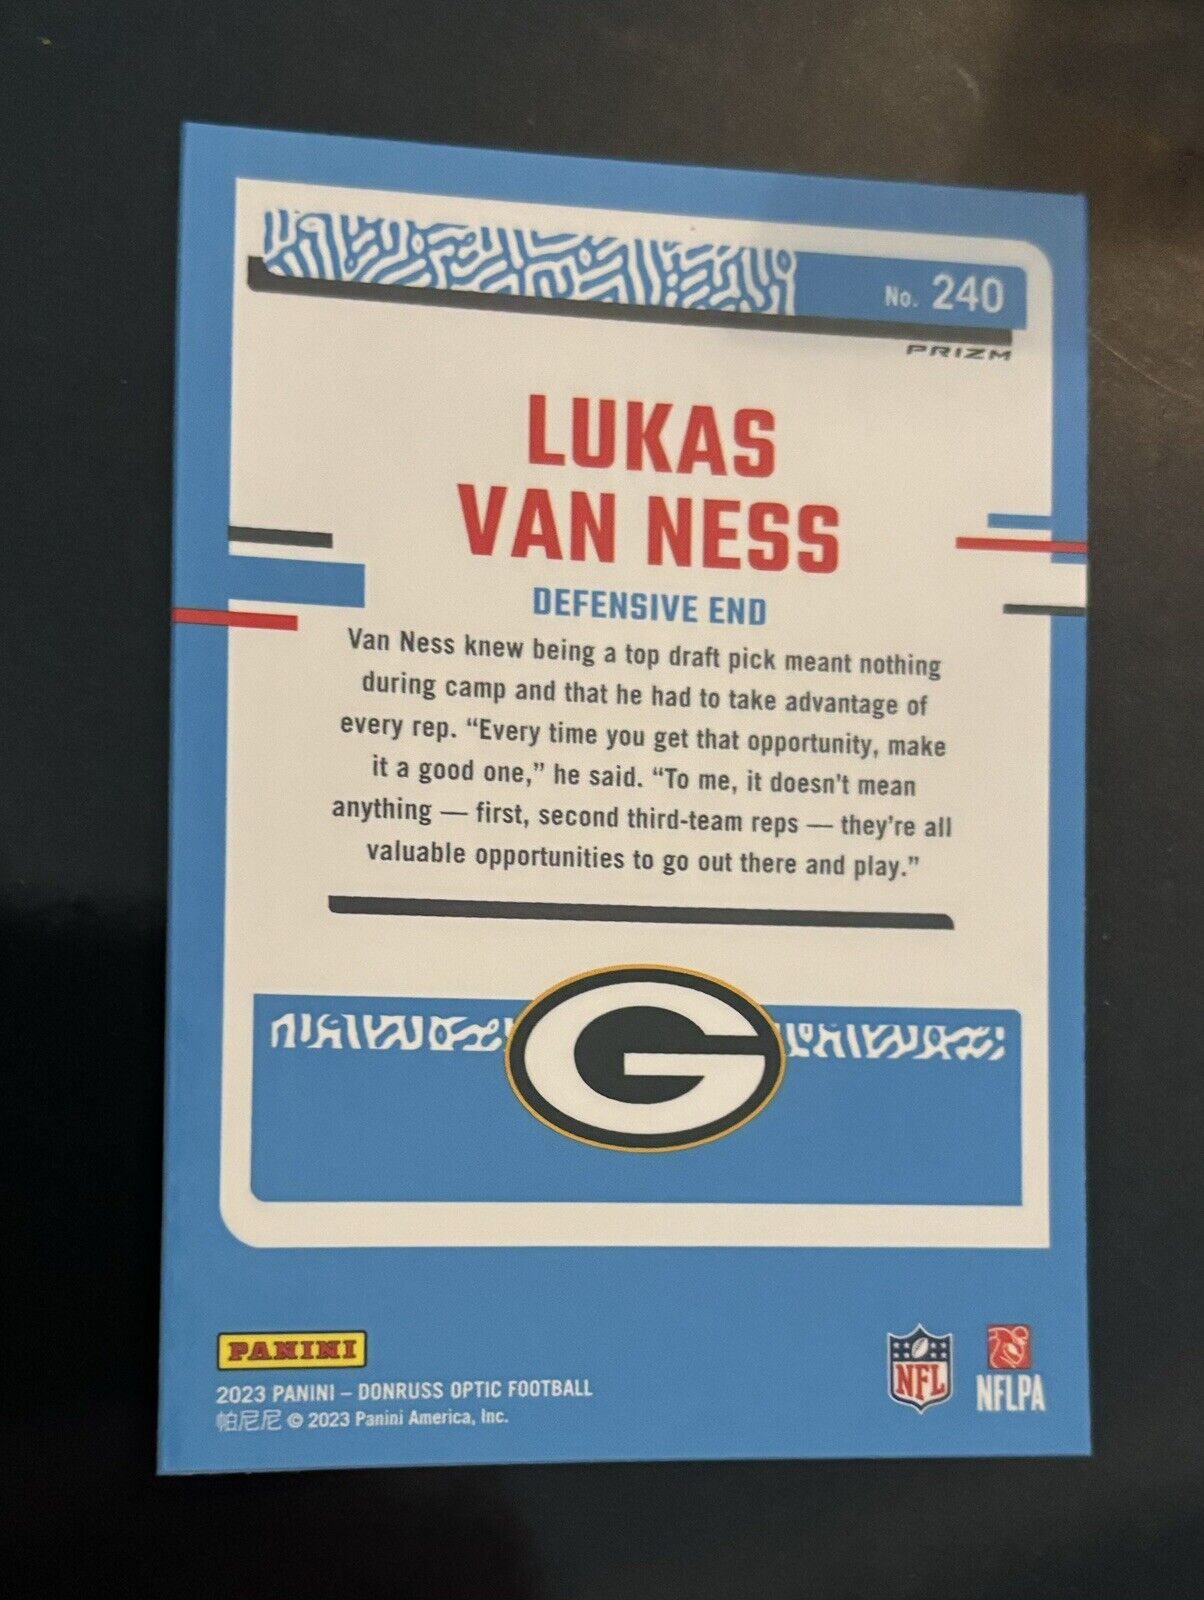 No. 240
PRIZM
LUKAS
VAN NESS
DEFENSIVE END
Van Ness knew being a top draft pick meant nothing
during camp and that he had to take advantage of
every rep. “Every time you get that opportunity, make
it a good one,” he said. “To me, it doesn't mean
anything — first, second third-team reps — they’re all
valuable opportunities to go out there and play.”
G
PANINI
2023 PANINI – DONRUSS OPTIC FOOTBALL
帕尼尼 © 2023 Panini America, Inc.
NFL
NFLPA